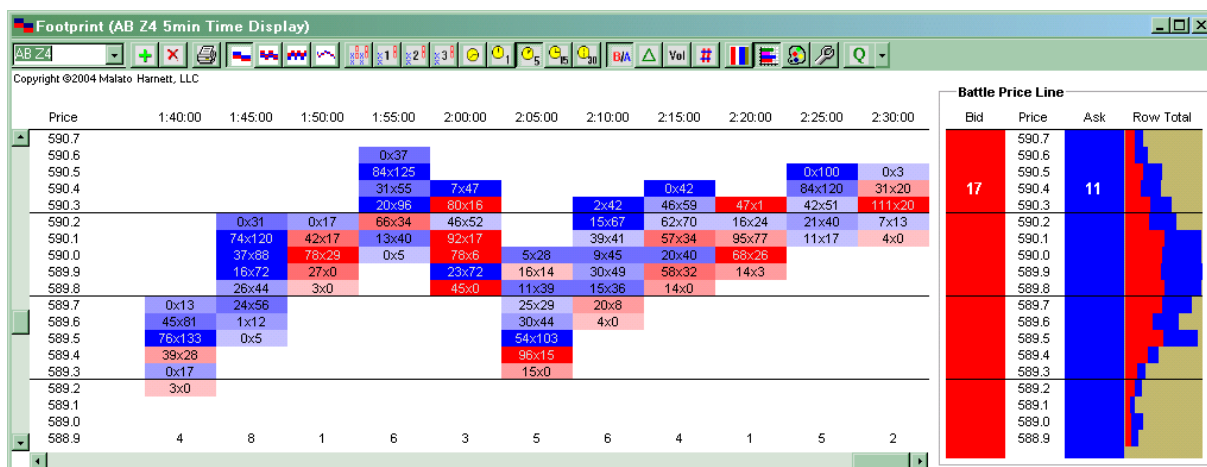 Footprint (AB Z4 5min Time Display)
AB Z4 x1 x2 x3 1 5 15 30 B/A Δ Vol # Q
Copyright ©2004 Malato Harnett, LLC
Battle Price Line
Price 1:40:00 1:45:00 1:50:00 1:55:00 2:00:00 2:05:00 2:10:00 2:15:00 2:20:00 2:25:00 2:30:00 Bid Price Ask Row Total
590.7 590.7
590.6 0x37 590.6
590.5 84x125 0x100 0x3 590.5
590.4 31x55 7x47 0x42 84x120 31x20 17 590.4 11
590.3 20x96 80x16 2x42 46x59 47x1 42x51 111x20 590.3
590.2 0x31 0x17 66x34 46x52 15x67 62x70 16x24 21x40 7x13 590.2
590.1 74x120 42x17 13x40 92x17 39x41 57x34 95x77 11x17 4x0 590.1
590.0 37x88 78x29 0x5 78x6 5x28 9x45 20x40 68x26 590.0
589.9 16x72 27x0 23x72 16x14 30x49 58x32 14x3 589.9
589.8 26x44 3x0 45x0 11x39 15x36 14x0 589.8
589.7 0x13 24x56 25x29 20x8 589.7
589.6 45x81 1x12 30x44 4x0 589.6
589.5 76x133 0x5 54x103 589.5
589.4 39x28 96x15 589.4
589.3 0x17 15x0 589.3
589.2 3x0 589.2
589.1 589.1
589.0 589.0
588.9 4 8 1 6 3 5 6 4 1 5 2 588.9